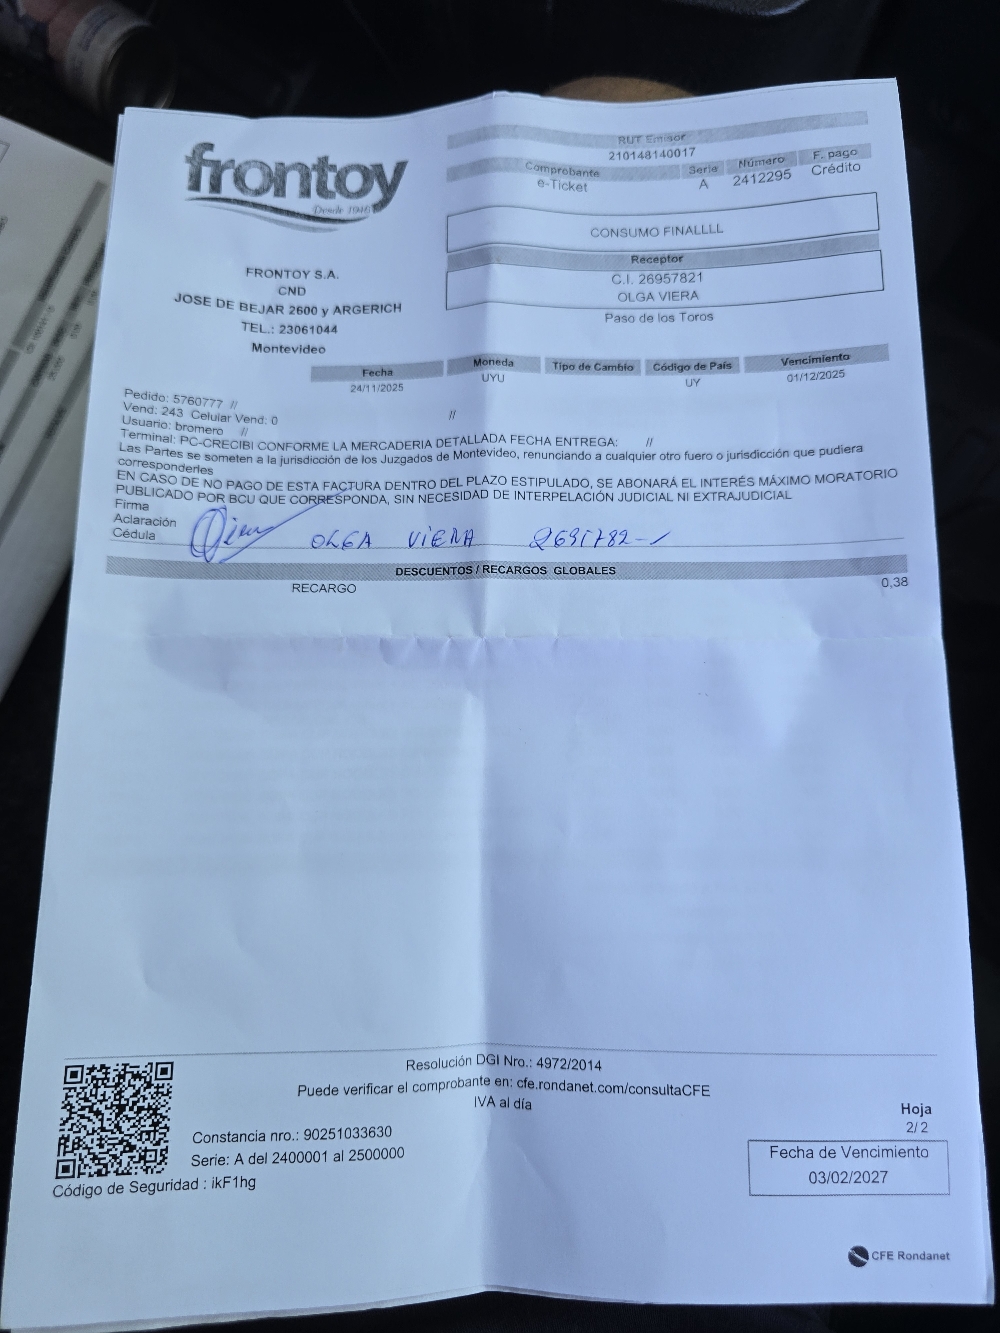 frontoy
Desde 1946
FRONTOY S.A.
CND
JOSE DE BEJAR 2600 y ARGERICH
TEL.: 23061044
Montevideo
RUT Emisor
210148140017
Comprobante Serie Número F. pago
e-Ticket A 2412295 Crédito
CONSUMO FINALLLL
Receptor
C.I. 26957821
OLGA VIERA
Paso de los Toros
Fecha Moneda Tipo de Cambio Código de País Vencimiento
24/11/2025 UYU UY 01/12/2025
Pedido: 5760777 //
Vend: 243 Celular Vend: 0 //
Usuario: bromero //
Terminal: PC-CRECIBI CONFORME LA MERCADERIA DETALLADA FECHA ENTREGA: //
Las Partes se someten a la jurisdicción de los Juzgados de Montevideo, renunciando a cualquier otro fuero o jurisdicción que pudiera
corresponderles
EN CASO DE NO PAGO DE ESTA FACTURA DENTRO DEL PLAZO ESTIPULADO, SE ABONARÁ EL INTERÉS MÁXIMO MORATORIO
PUBLICADO POR BCU QUE CORRESPONDA, SIN NECESIDAD DE INTERPELACIÓN JUDICIAL NI EXTRAJUDICIAL
Firma
Aclaración
Cédula OLGA VIERA 2695782-1
DESCUENTOS / RECARGOS GLOBALES
RECARGO 0,38
Resolución DGI Nro.: 4972/2014
Puede verificar el comprobante en: cfe.rondanet.com/consultaCFE
IVA al día
Constancia nro.: 90251033630
Serie: A del 2400001 al 2500000
Código de Seguridad : ikF1hg
Hoja
2/ 2
Fecha de Vencimiento
03/02/2027
CFE Rondanet